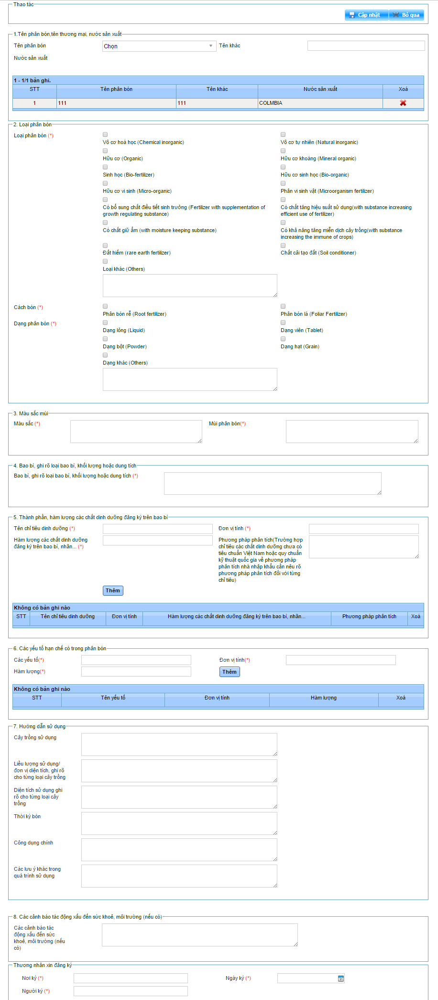 Thao tác
Cập nhật Bỏ qua
1.Tên phân bón,tên thương mại, nước sản xuất
Tên phân bón Chọn Tên khác
Nước sản xuất
1 - 1/1 bản ghi.
STT Tên phân bón Tên khác Nước sản xuất Xoá
1 111 111 COLMBIA
2. Loại phân bón
Loại phân bón (*)
Vô cơ hoá học (Chemical inorganic) Vô cơ tự nhiên (Natural inorganic)
Hữu cơ (Organic) Hữu cơ khoáng (Mineral organic)
Sinh học (Bio-fertilizer) Hữu cơ sinh học (Bio-organic)
Hữu cơ vi sinh (Micro-organic) Phân vi sinh vật (Microorganism fertilizer)
Có bổ sung chất điều tiết sinh trưởng (Fertilizer with supplementation of
growth regulating substance)
Có chất tăng hiệu suất sử dụng(with substance increasing
efficient use of fertilizer)
Có chất giữ ẩm (with moisture keeping substance)
Có khả năng tăng miễn dịch cây trồng(with substance
increasing the immune of crops)
Đất hiếm (rare earth fertilizer) Chất cải tạo đất (Soil conditioner)
Loại khác (Others)
Cách bón (*)
Phân bón rễ (Root fertilizer) Phân bón lá (Foliar Fertilizer)
Dạng phân bón (*)
Dạng lỏng (Liquid) Dạng viên (Tablet)
Dạng bột (Powder) Dạng hạt (Grain)
Dạng khác (Others)
3. Màu sắc mùi
Màu sắc (*) Mùi phân bón(*)
4. Bao bì, ghi rõ loại bao bì, khối lượng hoặc dung tích
Bao bì, ghi rõ loại bao bì, khối lượng hoặc dung tích (*)
5. Thành phần, hàm lượng các chất dinh dưỡng đăng ký trên bao bì
Tên chỉ tiêu dinh dưỡng (*) Đơn vị tính (*)
Hàm lượng các chất dinh dưỡng
đăng ký trên bao bì, nhãn... (*)
Phương pháp phân tích(Trường hợp
chỉ tiêu các chất dinh dưỡng chưa có
tiêu chuẩn Việt Nam hoặc quy chuẩn
kỹ thuật quốc gia về phương pháp
phân tích nhà nhập khẩu cần nêu rõ
phương pháp phân tích đối với từng
chỉ tiêu)
Thêm
Không có bản ghi nào
STT Tên chỉ tiêu dinh dưỡng Đơn vị tính Hàm lượng các chất dinh dưỡng đăng ký trên bao bì, nhãn... Phương pháp phân tích Xoá
6. Các yếu tố hạn chế có trong phân bón
Các yếu tố(*) Đơn vị tính(*)
Hàm lượng(*) Thêm
Không có bản ghi nào
STT Tên yếu tố Đơn vị tính Hàm lượng Xoá
7. Hướng dẫn sử dụng
Cây trồng sử dụng
Liều lượng sử dụng/
đơn vị diện tích, ghi rõ
cho từng loại cây trồng
Diện tích sử dụng ghi
rõ cho từng loại cây
trồng
Thời kỳ bón
Công dụng chính
Các lưu ý khác trong
quá trình sử dụng
8. Các cảnh báo tác động xấu đến sức khoẻ, môi trường (nếu có)
Các cảnh báo tác
động xấu đến sức
khoẻ, môi trường (nếu
có)
Thương nhân xin đăng ký
Nơi ký (*) Ngày ký (*)
Người ký (*)